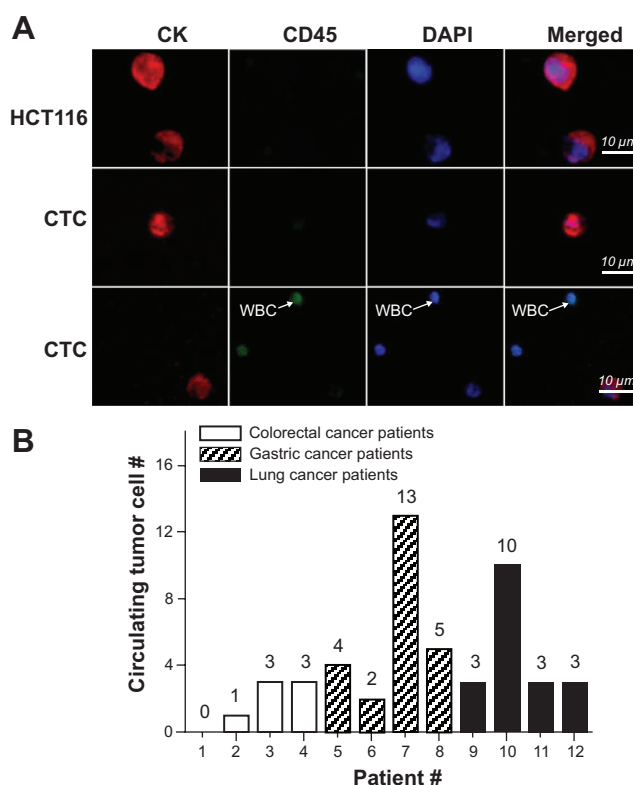 A
CK CD45 DAPI Merged
HCT116
10 µm
CTC
10 µm
WBC WBC WBC
CTC
10 µm
B
Colorectal cancer patients
Gastric cancer patients
Lung cancer patients
Circulating tumor cell #
16
12
8
4
0
0 1 3 3 4 2 13 5 3 10 3 3
1 2 3 4 5 6 7 8 9 10 11 12
Patient #